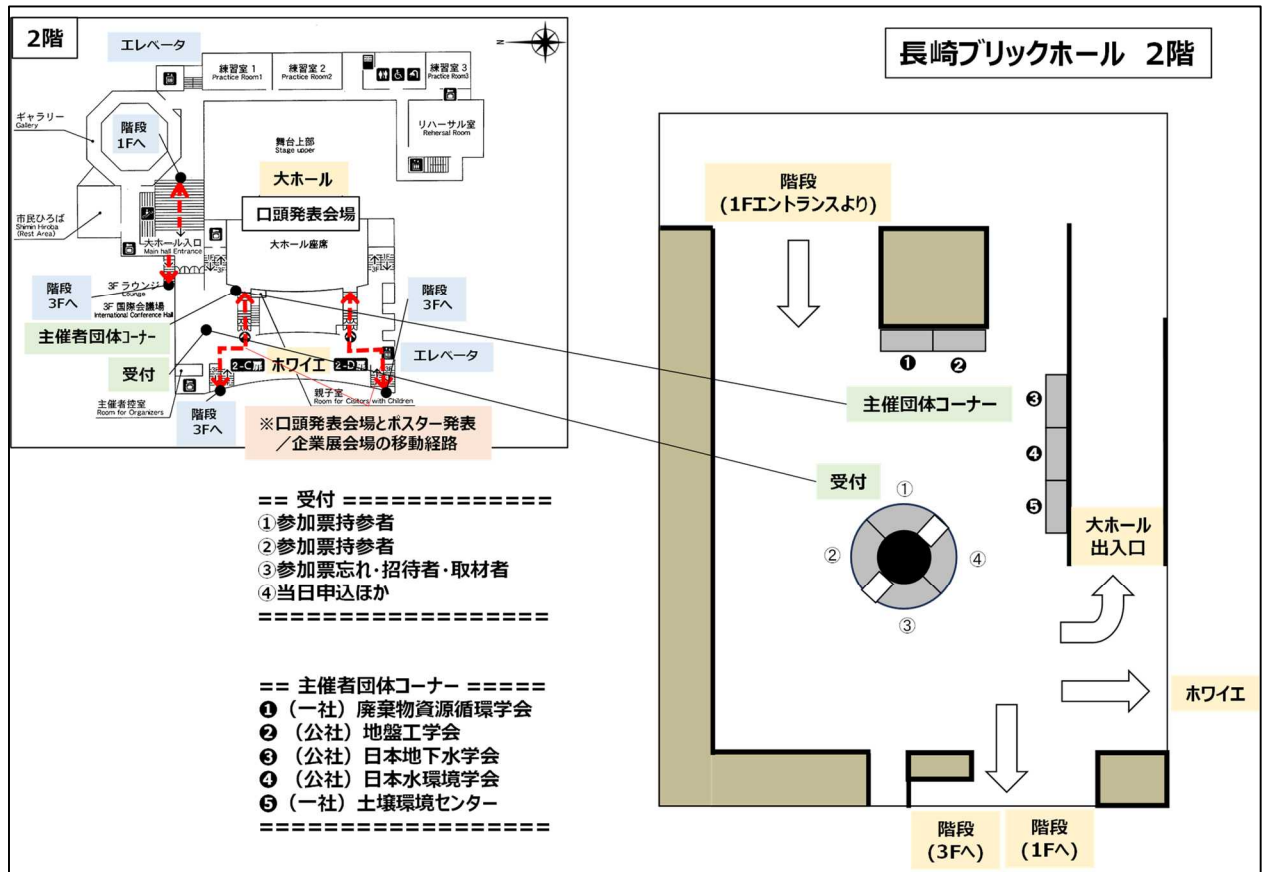 2階
エレベータ
N
練習室 1
Practice Room1
練習室 2
Practice Room2
練習室 3
Practice Room3
ギャラリー
Gallery
階段
1Fへ
リハーサル室
Rehersal Room
舞台上部
Stage upper
大ホール
口頭発表会場
大ホール座席
市民ひろば
Shimin Hiroba
(Rest Area)
大ホール入口
Main hall Entrance
階段
3Fへ
3F ラウンジ
Lounge
3F 国際会議場
International Conference Hall
階段
3Fへ
主催者団体コーナー
受付
2-C扉
ホワイエ
2-D扉
エレベータ
主催者控室
Room for Organizers
階段
3Fへ
親子室
Room for Cisitors with Children
※口頭発表会場とポスター発表
／企業展会場の移動経路
== 受付 =============
①参加票持参者
②参加票持参者
③参加票忘れ・招待者・取材者
④当日申込ほか
==================
== 主催者団体コーナー =====
❶（一社）廃棄物資源循環学会
❷（公社）地盤工学会
❸（公社）日本地下水学会
❹（公社）日本水環境学会
❺（一社）土壌環境センター
==================
長崎ブリックホール 2階
階段
(1Fエントランスより)
❶
❷
主催団体コーナー
❸
❹
❺
受付
①
②
④
③
大ホール
出入口
ホワイエ
階段
(3Fへ)
階段
(1Fへ)